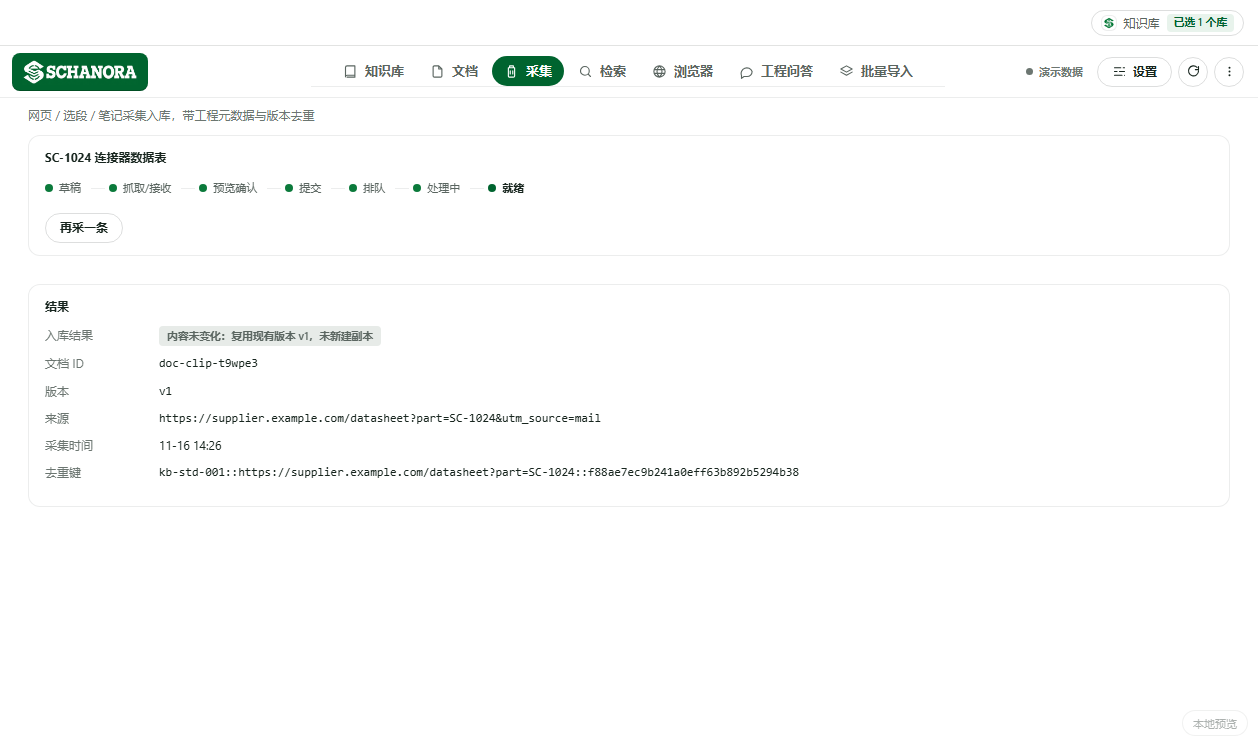 知识库 已选 1 个库
SCHANORA 知识库 文档 采集 检索 浏览器 工程问答 批量导入 演示数据 设置
网页 / 选段 / 笔记采集入库，带工程元数据与版本去重
SC-1024 连接器数据表
草稿 抓取/接收 预览确认 提交 排队 处理中 就绪
再采一条
结果
入库结果 内容未变化：复用现有版本 v1，未新建副本
文档 ID doc-clip-t9wpe3
版本 v1
来源 https://supplier.example.com/datasheet?part=SC-1024&utm_source=mail
采集时间 11-16 14:26
去重键 kb-std-001::https://supplier.example.com/datasheet?part=SC-1024::f88ae7ec9b241a0eff63b892b5294b38
本地预览